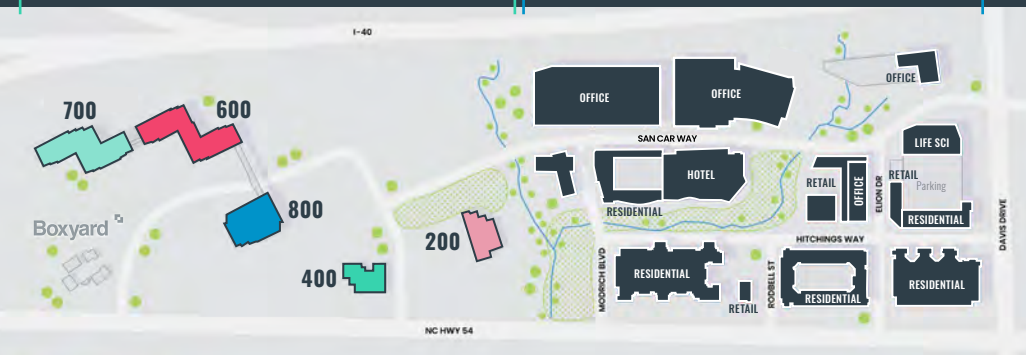 I-40
700
600
800
400
200
Boxyard
OFFICE
OFFICE
OFFICE
SAN CAR WAY
HOTEL
RESIDENTIAL
RETAIL
OFFICE
ELION DR
LIFE SCI
RETAIL
Parking
RESIDENTIAL
HITCHINGS WAY
DAVIS DRIVE
MODRICH BLVD
RESIDENTIAL
RETAIL
RODBELL ST
RESIDENTIAL
RESIDENTIAL
NC HWY 54